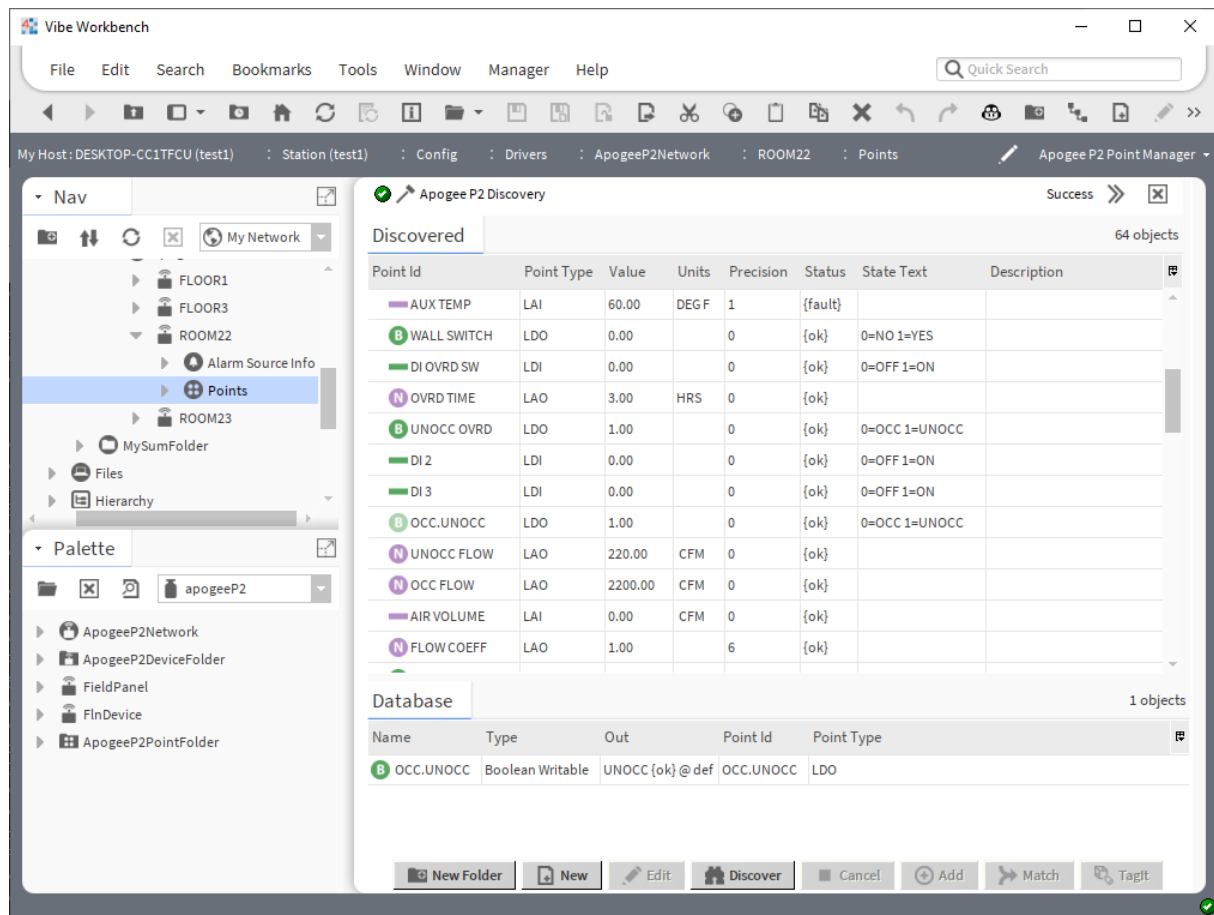 Vibe Workbench
File Edit Search Bookmarks Tools Window Manager Help
Quick Search
My Host : DESKTOP-CC1TFCU (test1) : Station (test1) : Config : Drivers : ApogeeP2Network : ROOM22 : Points Apogee P2 Point Manager
Nav
My Network
FLOOR1
FLOOR3
ROOM22
Alarm Source Info
Points
ROOM23
MySumFolder
Files
Hierarchy
Palette
apogeeP2
ApogeeP2Network
ApogeeP2DeviceFolder
FieldPanel
FlnDevice
ApogeeP2PointFolder
Apogee P2 Discovery Success
Discovered 64 objects
Point Id Point Type Value Units Precision Status State Text Description
AUX TEMP LAI 60.00 DEG F 1 {fault}
B WALL SWITCH LDO 0.00 0 {ok} 0=NO 1=YES
DI OVRD SW LDI 0.00 0 {ok} 0=OFF 1=ON
N OVRD TIME LAO 3.00 HRS 0 {ok}
B UNOCC OVRD LDO 1.00 0 {ok} 0=OCC 1=UNOCC
DI 2 LDI 0.00 0 {ok} 0=OFF 1=ON
DI 3 LDI 0.00 0 {ok} 0=OFF 1=ON
B OCC.UNOCC LDO 1.00 0 {ok} 0=OCC 1=UNOCC
N UNOCC FLOW LAO 220.00 CFM 0 {ok}
N OCC FLOW LAO 2200.00 CFM 0 {ok}
AIR VOLUME LAI 0.00 CFM 0 {ok}
N FLOW COEFF LAO 1.00 6 {ok}
Database 1 objects
Name Type Out Point Id Point Type
B OCC.UNOCC Boolean Writable UNOCC {ok} @ def OCC.UNOCC LDO
New Folder New Edit Discover Cancel Add Match TagIt